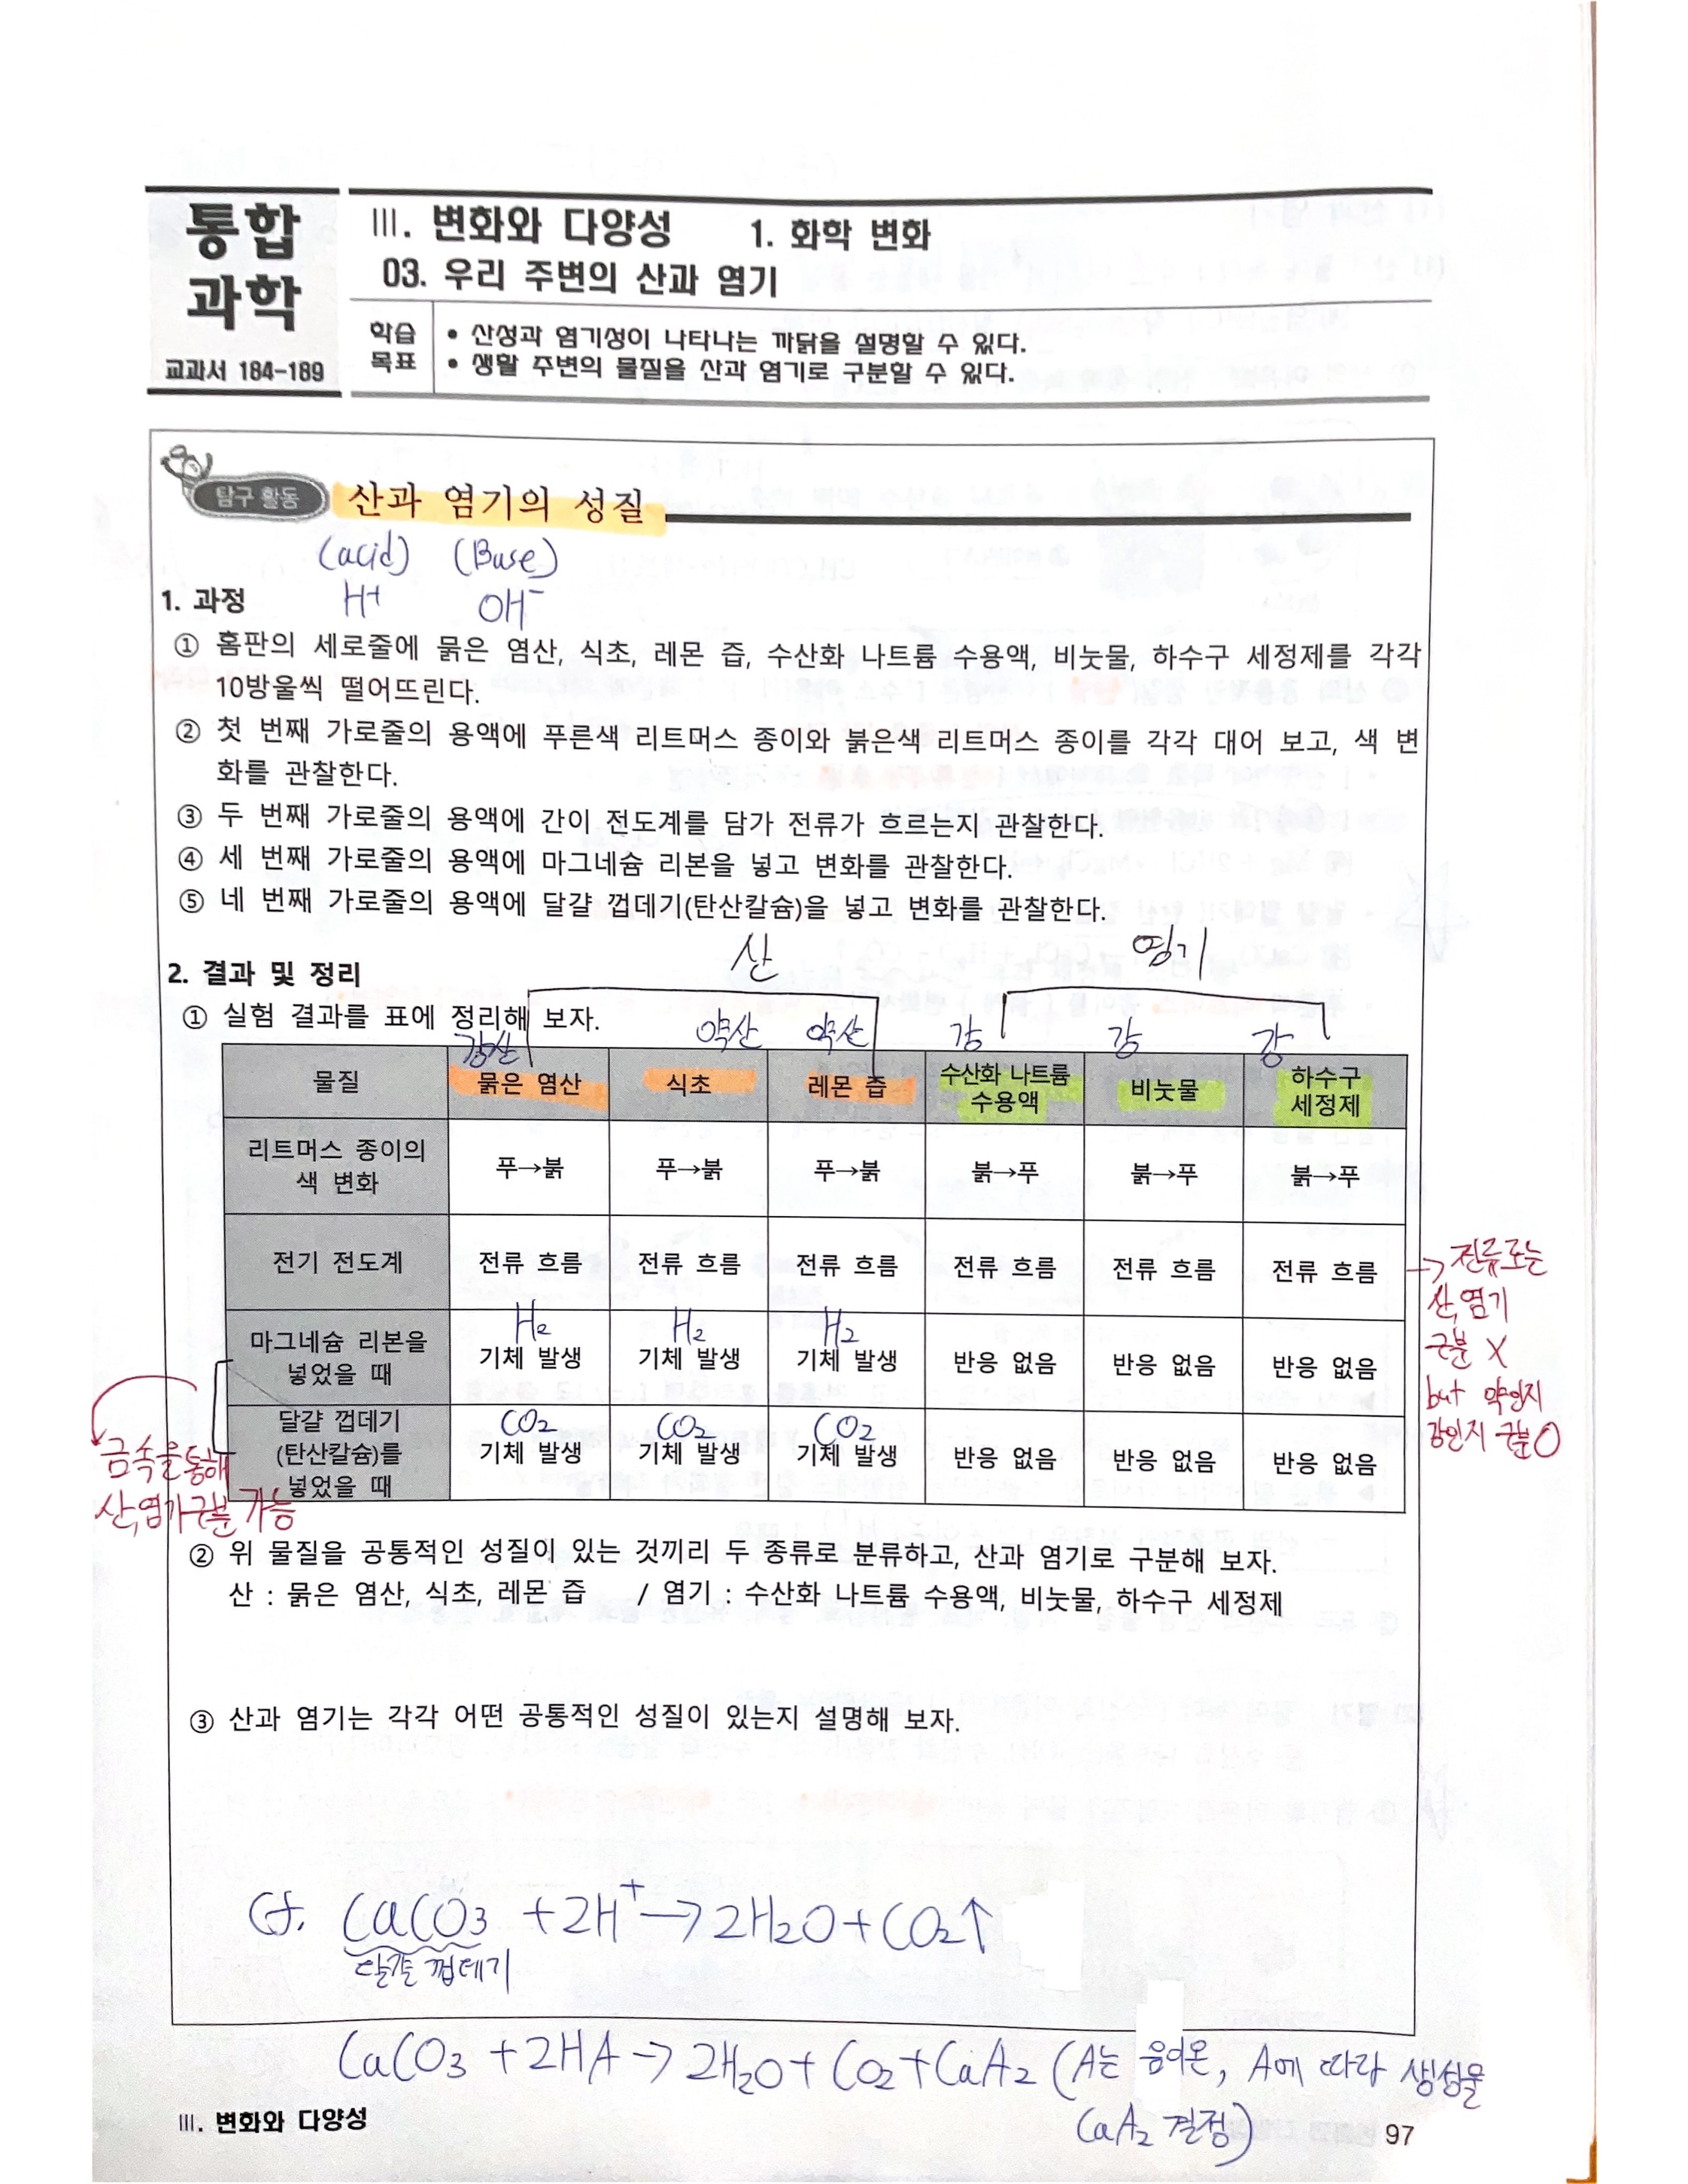 통합
과학
교과서 184-189
III. 변화와 다양성 1. 화학 변화
03. 우리 주변의 산과 염기
학습
목표
• 산성과 염기성이 나타나는 까닭을 설명할 수 있다.
• 생활 주변의 물질을 산과 염기로 구분할 수 있다.
탐구 활동 산과 염기의 성질
(acid) (Base)
H+ OH-
1. 과정
① 홈판의 세로줄에 묽은 염산, 식초, 레몬 즙, 수산화 나트륨 수용액, 비눗물, 하수구 세정제를 각각
10방울씩 떨어뜨린다.
② 첫 번째 가로줄의 용액에 푸른색 리트머스 종이와 붉은색 리트머스 종이를 각각 대어 보고, 색 변
화를 관찰한다.
③ 두 번째 가로줄의 용액에 간이 전도계를 담가 전류가 흐르는지 관찰한다.
④ 세 번째 가로줄의 용액에 마그네슘 리본을 넣고 변화를 관찰한다.
⑤ 네 번째 가로줄의 용액에 달걀 껍데기(탄산칼슘)을 넣고 변화를 관찰한다.
산 염기
2. 결과 및 정리
① 실험 결과를 표에 정리해 보자.
강산 약산 약산 강 강 강
물질 묽은 염산 식초 레몬 즙 수산화 나트륨 수용액 비눗물 하수구 세정제
리트머스 종이의 색 변화 푸→붉 푸→붉 푸→붉 붉→푸 붉→푸 붉→푸
전기 전도계 전류 흐름 전류 흐름 전류 흐름 전류 흐름 전류 흐름 전류 흐름
→ 전류로는
산,염기
구분 X
but 약인지
강인지 구분O
H2 H2 H2
마그네슘 리본을 넣었을 때 기체 발생 기체 발생 기체 발생 반응 없음 반응 없음 반응 없음
CO2 CO2 CO2
달걀 껍데기 (탄산칼슘)를 넣었을 때 기체 발생 기체 발생 기체 발생 반응 없음 반응 없음 반응 없음
금속을 통해
산,염기 구분 가능
② 위 물질을 공통적인 성질이 있는 것끼리 두 종류로 분류하고, 산과 염기로 구분해 보자.
산 : 묽은 염산, 식초, 레몬 즙 / 염기 : 수산화 나트륨 수용액, 비눗물, 하수구 세정제
③ 산과 염기는 각각 어떤 공통적인 성질이 있는지 설명해 보자.
cf. CaCO3 +2H+ → 2H2O+CO2↑
달걀 껍데기
CaCO3 +2HA → 2H2O+ CO2+CaA2 (A는 음이온, A에 따라 생성물
CaA2 결정)
III. 변화와 다양성
97